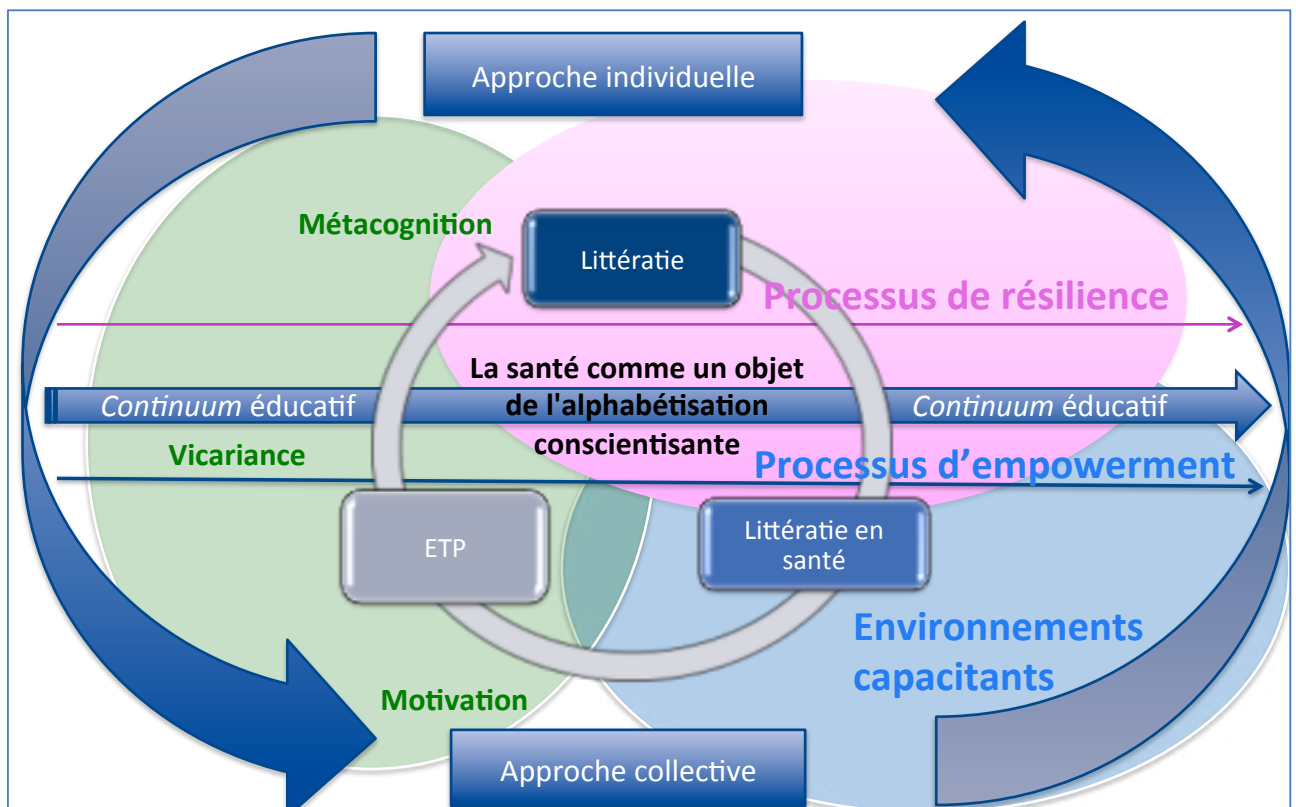 Approche individuelle
Métacognition
Littératie
Processus de résilience
La santé comme un objet
de l'alphabétisation
conscientisante
Continuum éducatif
Continuum éducatif
Vicariance
Processus d’empowerment
ETP
Littératie en
santé
Environnements
capacitants
Motivation
Approche collective